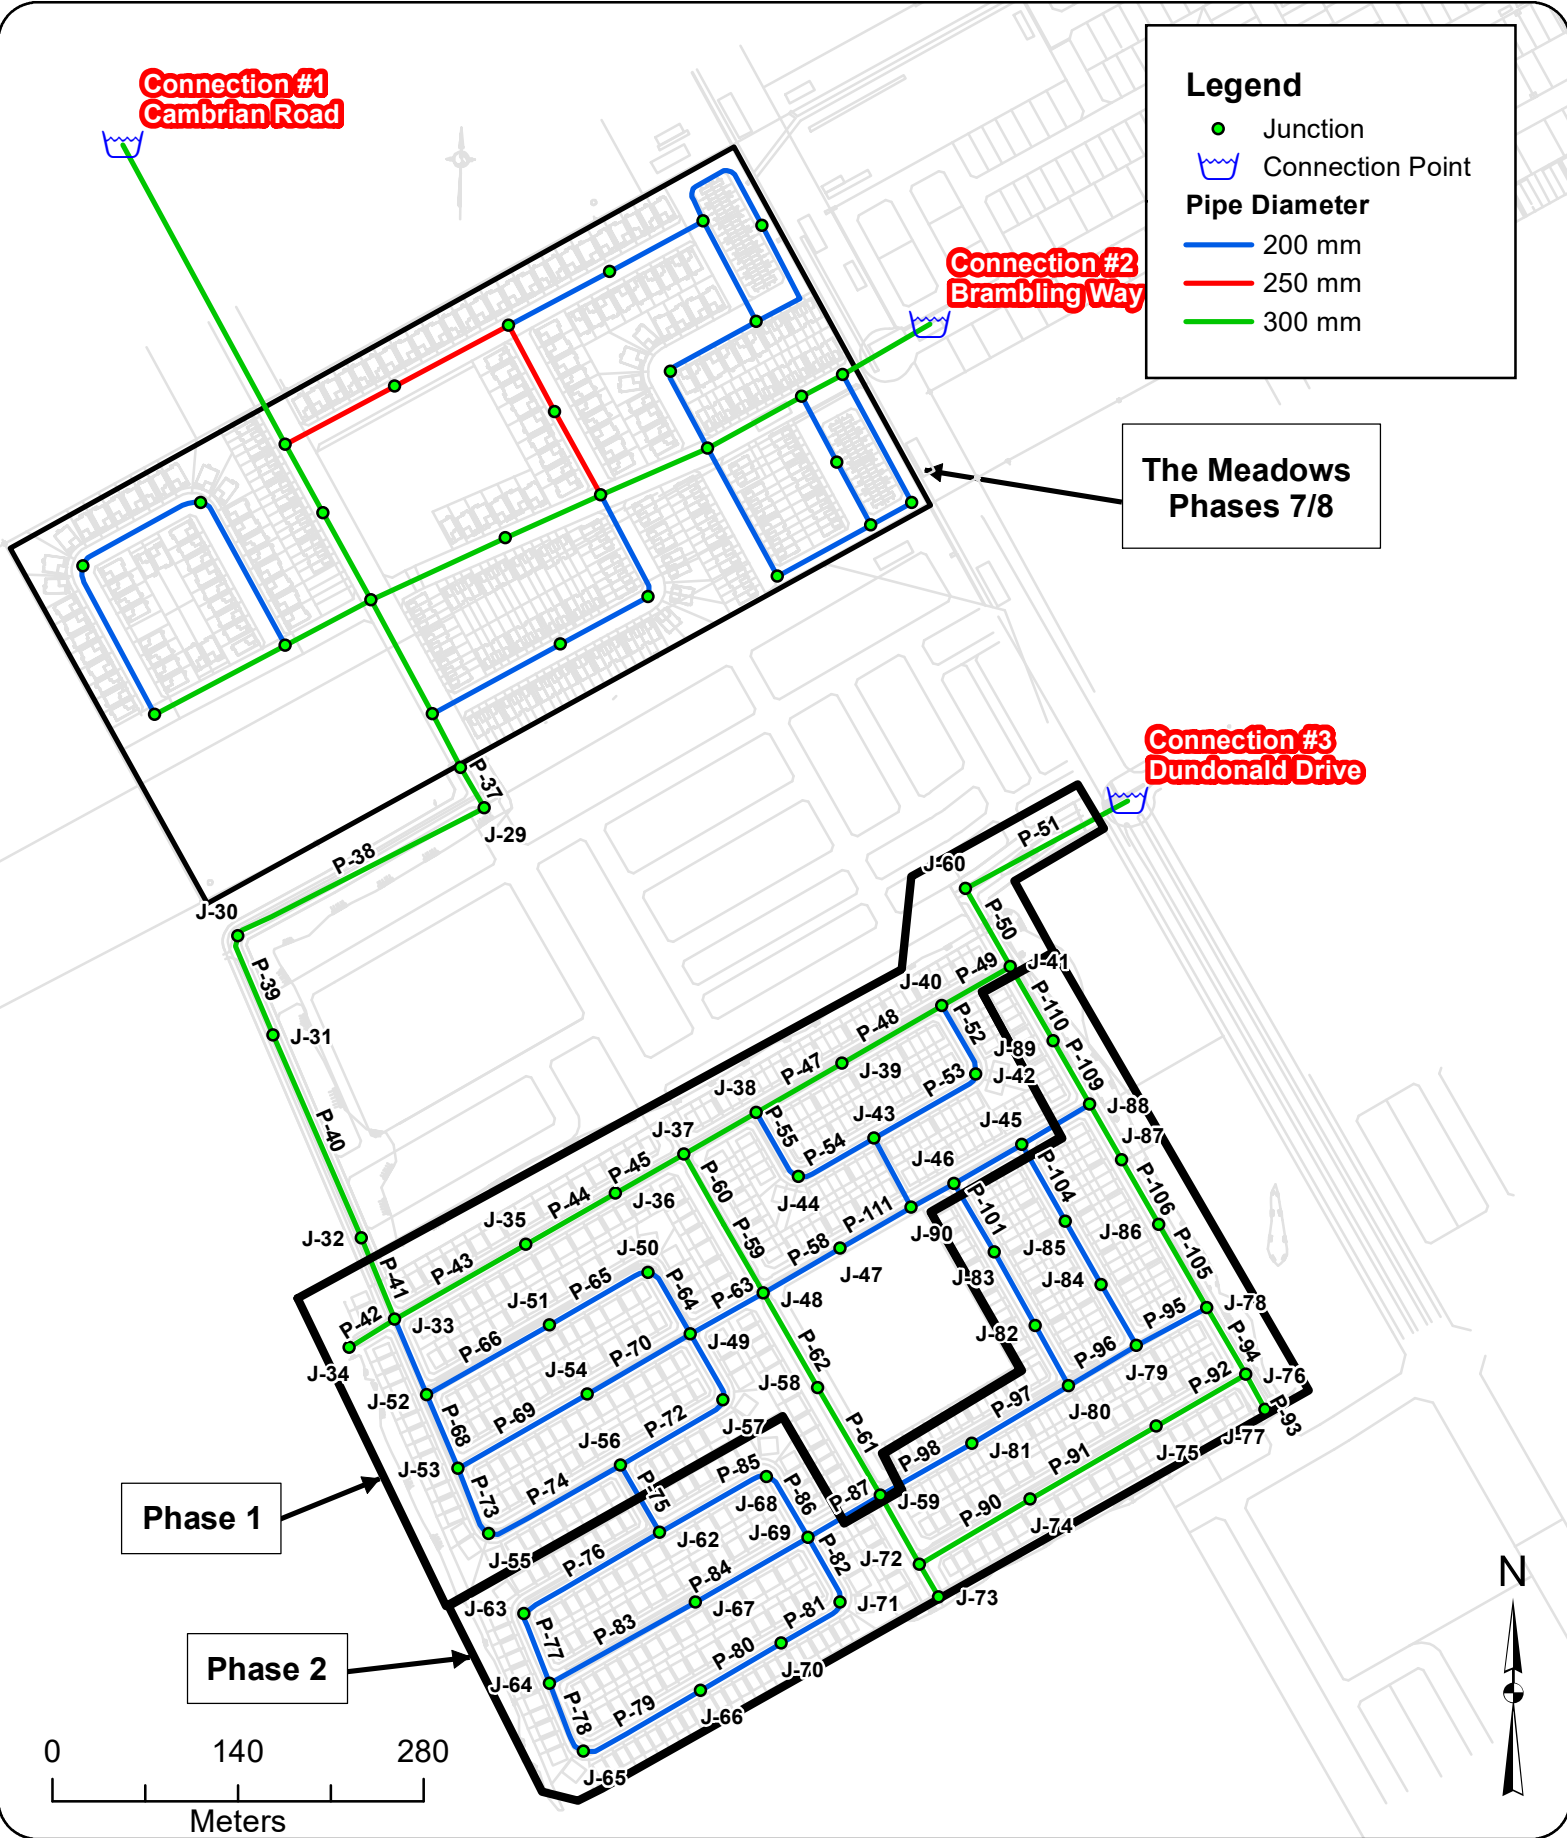 Connection #1
Cambrian Road
Legend
Junction
Connection Point
Pipe Diameter
200 mm
250 mm
300 mm
Connection #2
Brambling Way
The Meadows
Phases 7/8
Connection #3
Dundonald Drive
P-37
J-29
P-38
J-30
P-39
J-31
P-40
J-32
P-41
P-42
J-33
J-34
P-43
J-35
P-44
J-36
P-45
J-37
J-38
P-47
J-39
P-48
J-40
P-49
J-41
P-50
J-60
P-51
P-52
J-89
J-42
P-53
J-43
P-54
J-44
P-55
J-45
J-46
P-110
P-109
J-88
J-87
P-106
J-86
P-105
P-104
P-101
J-90
P-111
P-58
J-47
P-59
P-60
J-48
P-63
J-49
P-64
J-50
P-65
J-51
P-66
J-52
P-68
J-53
P-69
J-54
P-70
P-72
J-57
J-56
P-73
P-74
J-55
P-75
P-62
J-58
P-61
J-59
J-85
J-84
J-83
J-82
P-95
J-78
P-94
P-96
J-79
J-80
P-97
P-92
J-76
P-93
J-77
J-75
P-98
J-81
P-91
P-90
J-74
P-87
J-72
J-73
P-85
J-68
P-86
J-69
P-82
J-62
P-76
J-63
P-84
J-67
P-83
P-77
J-64
P-81
J-71
P-80
J-70
P-78
P-79
J-66
J-65
Phase 1
Phase 2
N
0 140 280
Meters